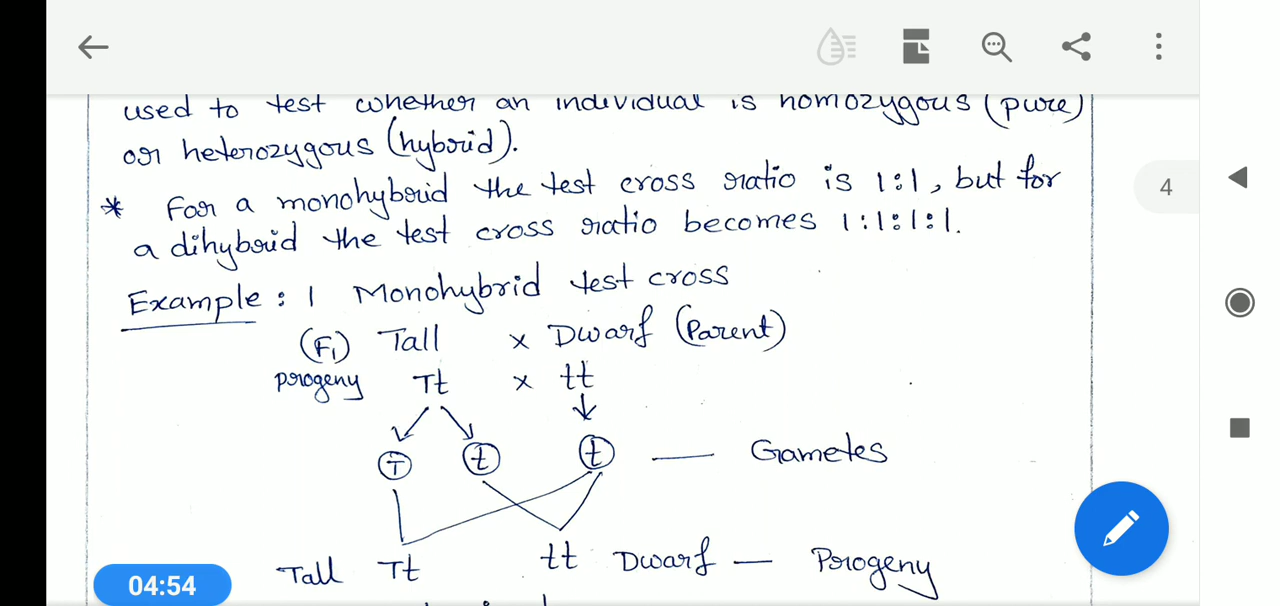 used to test whether an individual is homozygous (pure)
or heterozygous (hybrid).
* For a monohybrid the test cross ratio is 1:1, but for
a dihybrid the test cross ratio becomes 1:1:1:1.
4
Example: 1 Monohybrid test cross
(F1) Tall × Dwarf (Parent)
progeny Tt × tt
T t t — Gametes
Tall Tt tt Dwarf — Progeny
04:54